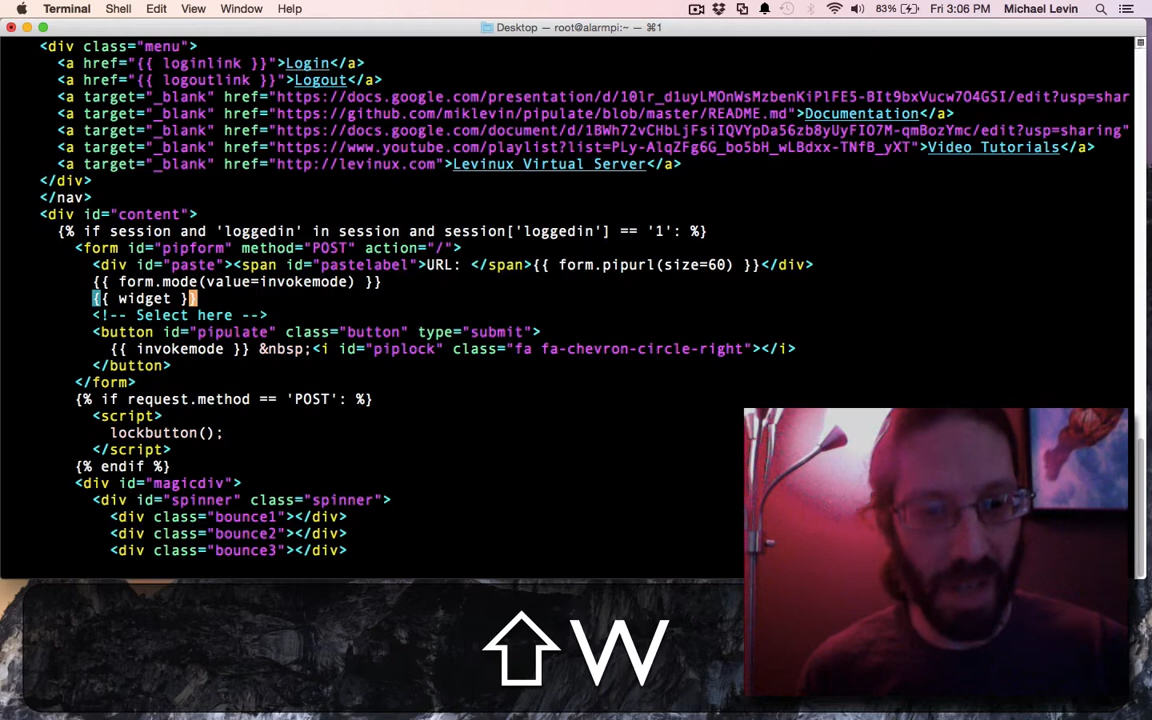 Terminal Shell Edit View Window Help 83% Fri 3:06 PM Michael Levin
Desktop — root@alarmpi:~ — ⌘1
<div class="menu">
<a href="{{ loginlink }}">Login</a>
<a href="{{ logoutlink }}">Logout</a>
<a target="_blank" href="https://docs.google.com/presentation/d/10lr_d1uyLMOnWsMzbenKiPlFE5-BIt9bxVucw7O4GSI/edit?usp=shar
<a target="_blank" href="https://github.com/miklevin/pipulate/blob/master/README.md">Documentation</a>
<a target="_blank" href="https://docs.google.com/document/d/1BWh72vCHbLjFsiIQVYpDa56zb8yUyFIO7M-qmBozYmc/edit?usp=sharing"
<a target="_blank" href="https://www.youtube.com/playlist?list=PLy-AlqZFg6G_bo5bH_wLBdxx-TNfB_yXT">Video Tutorials</a>
<a target="_blank" href="http://levinux.com">Levinux Virtual Server</a>
</div>
</nav>
<div id="content">
{% if session and 'loggedin' in session and session['loggedin'] == '1': %}
<form id="pipform" method="POST" action="/">
<div id="paste"><span id="pastelabel">URL: </span>{{ form.pipurl(size=60) }}</div>
{{ form.mode(value=invokemode) }}
{{ widget }}
<!-- Select here -->
<button id="pipulate" class="button" type="submit">
{{ invokemode }} &nbsp;<i id="piplock" class="fa fa-chevron-circle-right"></i>
</button>
</form>
{% if request.method == 'POST': %}
<script>
lockbutton();
</script>
{% endif %}
<div id="magicdiv">
<div id="spinner" class="spinner">
<div class="bounce1"></div>
<div class="bounce2"></div>
<div class="bounce3"></div>
⇧W